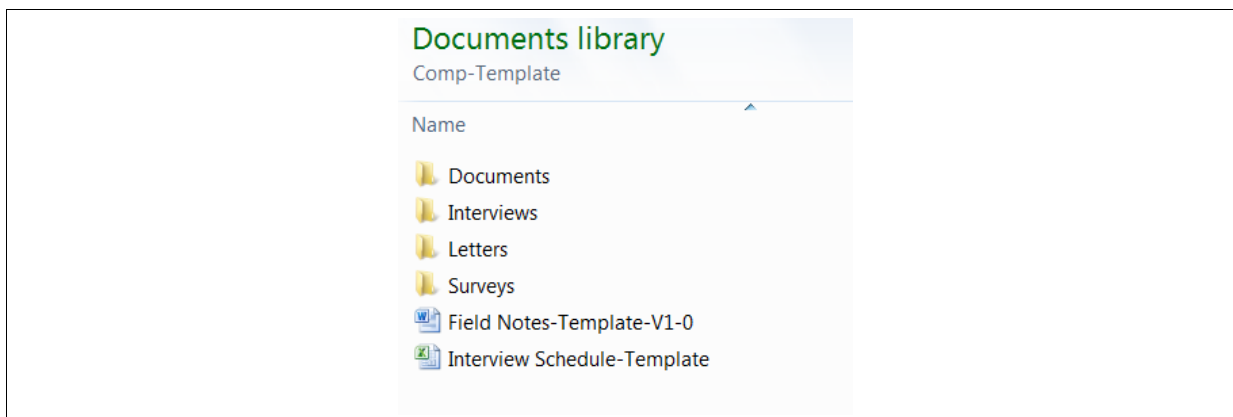 Documents library
Comp-Template
Name
Documents
Interviews
Letters
Surveys
Field Notes-Template-V1-0
Interview Schedule-Template